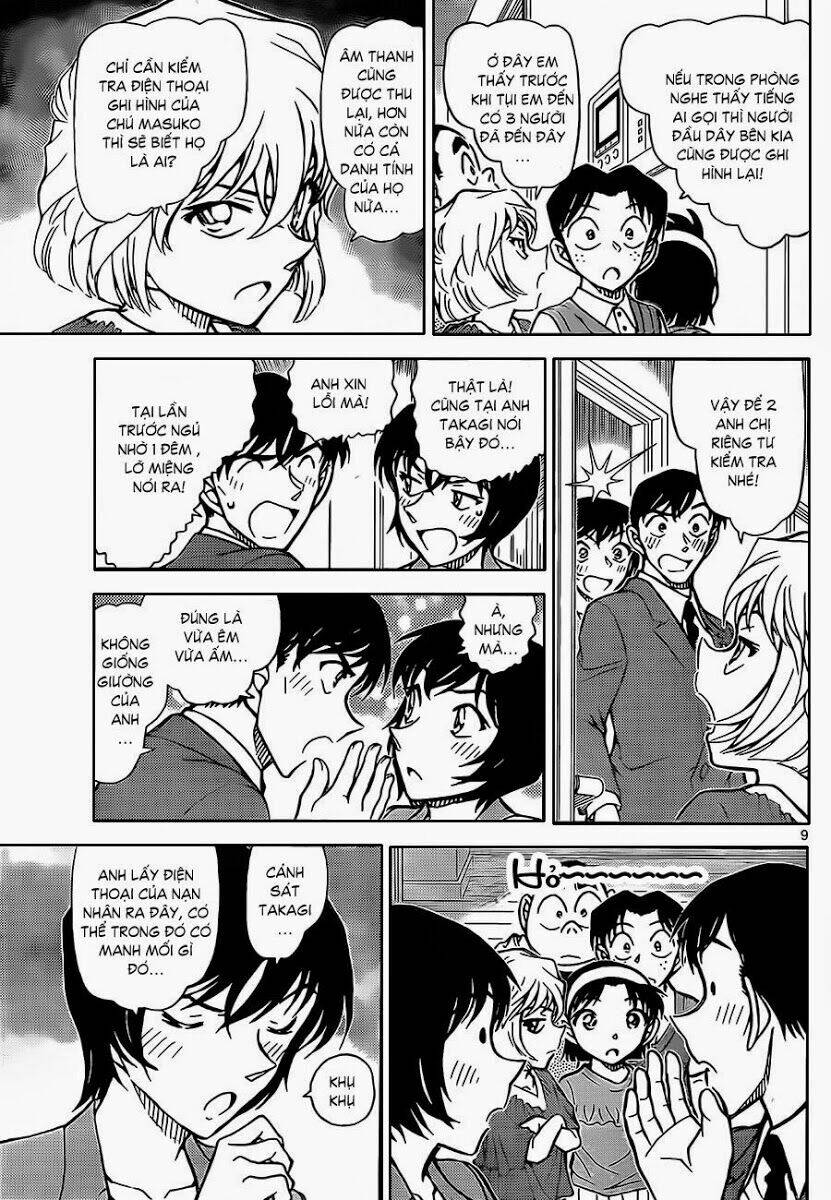 NẾU TRONG PHÒNG
NGHE THẤY TIẾNG
AI GỌI THÌ NGƯỜI
ĐẦU DÂY BÊN KIA
CŨNG ĐƯỢC GHI
HÌNH LẠI!
Ở ĐÂY EM
THẤY TRƯỚC
KHI TỤI EM ĐẾN
CÓ 3 NGƯỜI
ĐÃ ĐẾN ĐÂY
...
ÂM THANH
CŨNG
ĐƯỢC THU
LẠI, HƠN
NỮA CÒN
CÓ CẢ
DANH TÍNH
CỦA HỌ
NỮA...
CHỈ CẦN KIỂM
TRA ĐIỆN THOẠI
GHI HÌNH CỦA
CHÚ MASUKO
THÌ SẼ BIẾT HỌ
LÀ AI?
VẬY ĐỂ 2
ANH CHỊ
RIÊNG TƯ
KIỂM TRA
NHÉ!
THẬT LÀ!
CŨNG TẠI ANH
TAKAGI NÓI
BẬY ĐÓ...
ANH XIN
LỖI MÀ!
TẠI LẦN
TRƯỚC NGỦ
NHỜ 1 ĐÊM ,
LỠ MIỆNG
NÓI RA!
À,
NHƯNG
MÀ...
ĐÚNG LÀ
VỪA ÊM
VỪA ẤM...
KHÔNG
GIỐNG
GIƯỜNG
CỦA ANH
...
9
HỎ~~~~~~~
CẢNH
SÁT
TAKAGI
...
ANH LẤY ĐIỆN
THOẠI CỦA NẠN
NHÂN RA ĐÂY, CÓ
THỂ TRONG ĐÓ CÓ
MANH MỐI GÌ
ĐÓ...
KHỤ
KHỤ